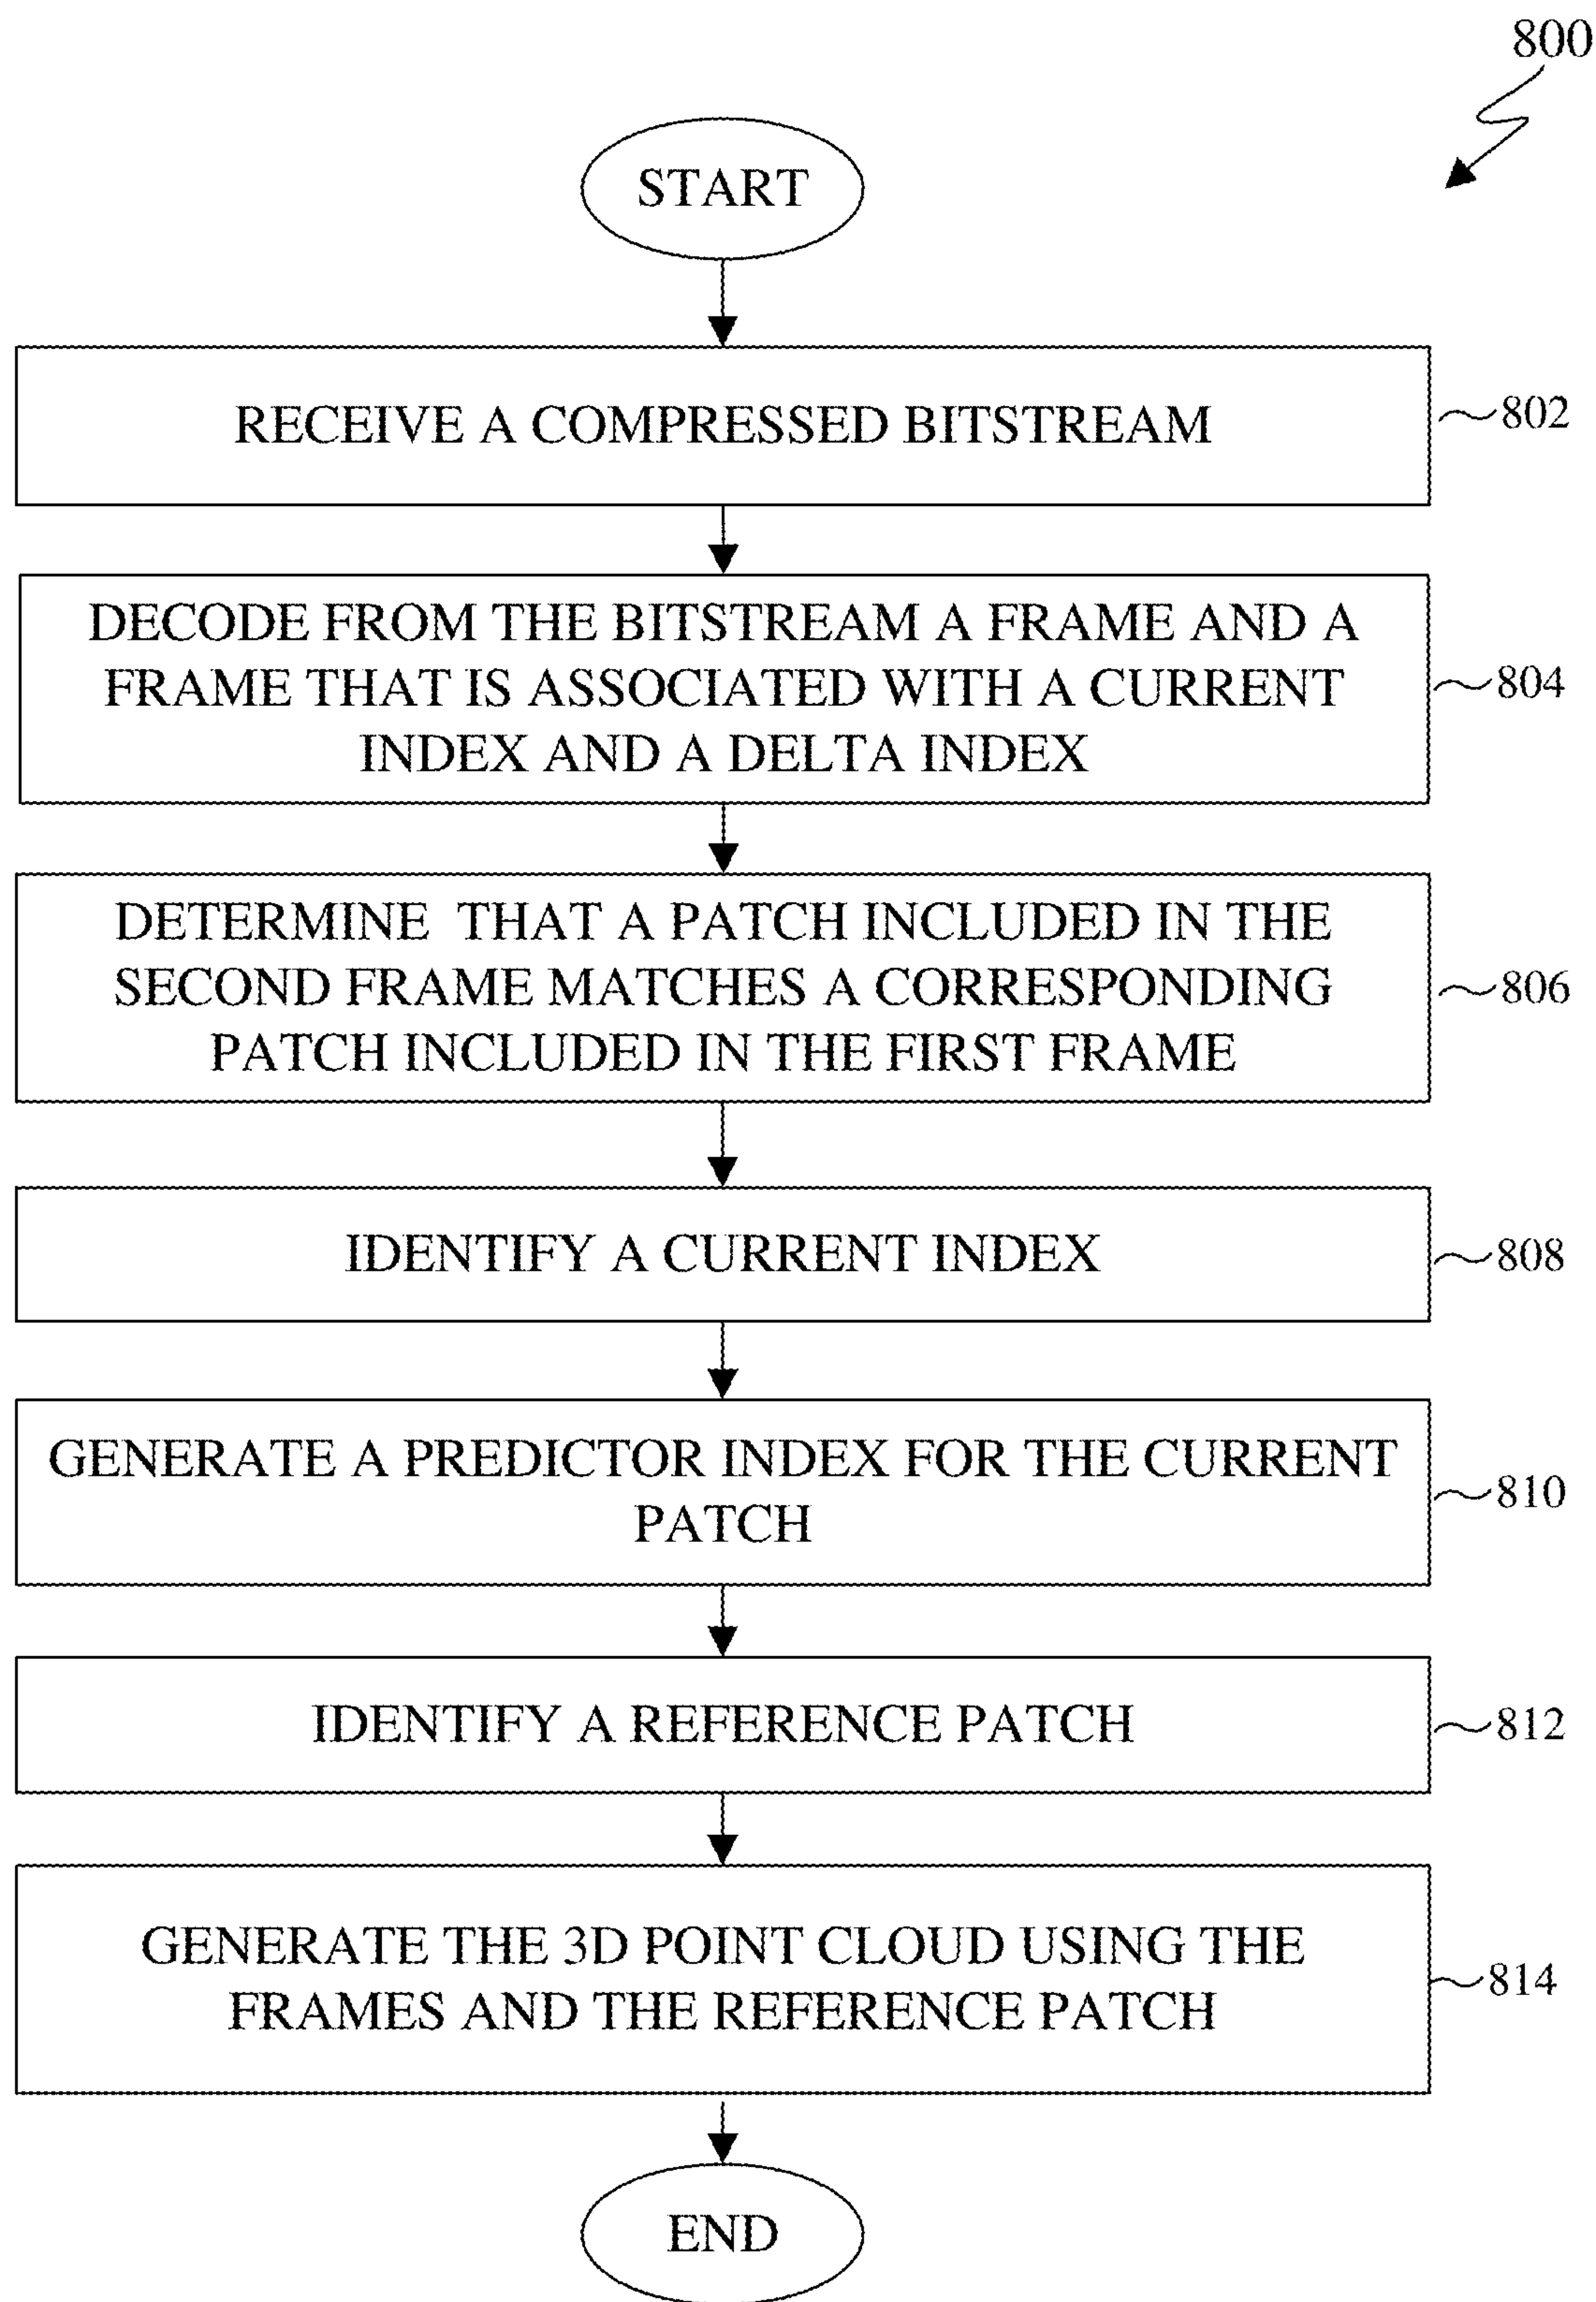 800
START
RECEIVE A COMPRESSED BITSTREAM
802
DECODE FROM THE BITSTREAM A FRAME AND A
FRAME THAT IS ASSOCIATED WITH A CURRENT
INDEX AND A DELTA INDEX
804
DETERMINE THAT A PATCH INCLUDED IN THE
SECOND FRAME MATCHES A CORRESPONDING
PATCH INCLUDED IN THE FIRST FRAME
806
IDENTIFY A CURRENT INDEX
808
GENERATE A PREDICTOR INDEX FOR THE CURRENT
PATCH
810
IDENTIFY A REFERENCE PATCH
812
GENERATE THE 3D POINT CLOUD USING THE
FRAMES AND THE REFERENCE PATCH
814
END